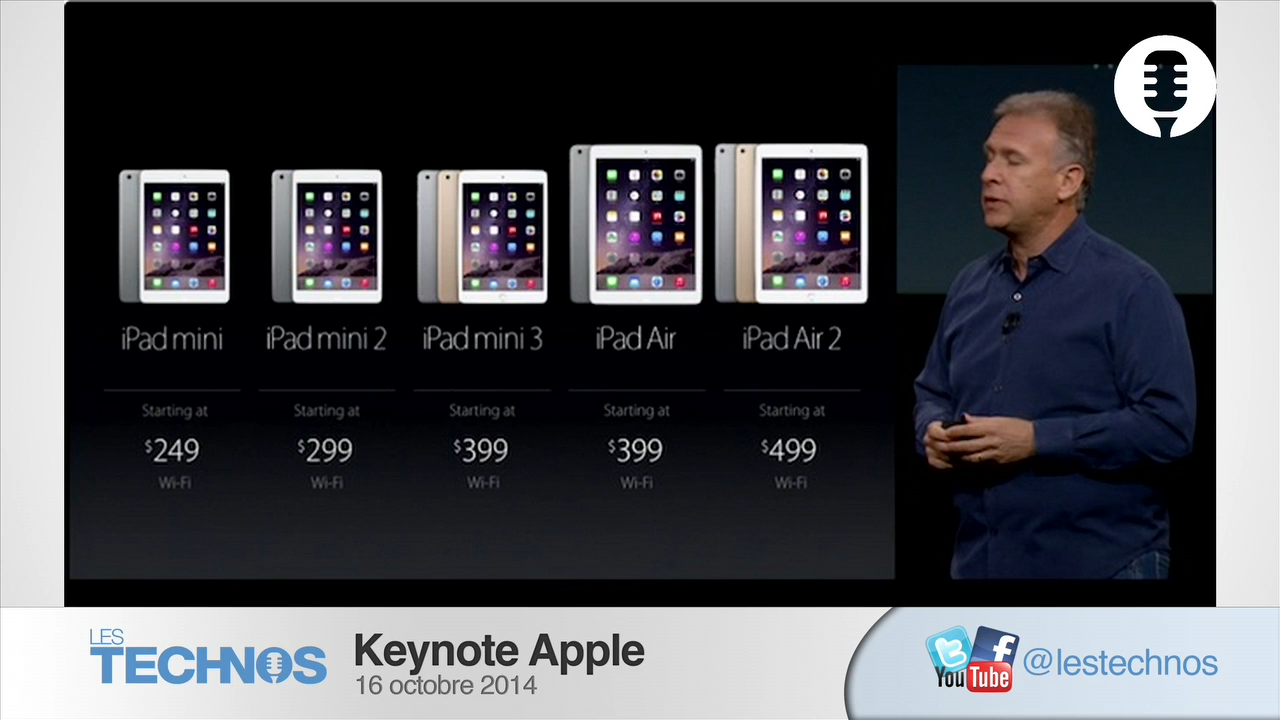 iPad mini
iPad mini 2
iPad mini 3
iPad Air
iPad Air 2
Starting at
Starting at
Starting at
Starting at
Starting at
$249
$299
$399
$399
$499
Wi-Fi
Wi-Fi
Wi-Fi
Wi-Fi
Wi-Fi
LES
TECHNOS
Keynote Apple
16 octobre 2014
YouTube
@lestechnos